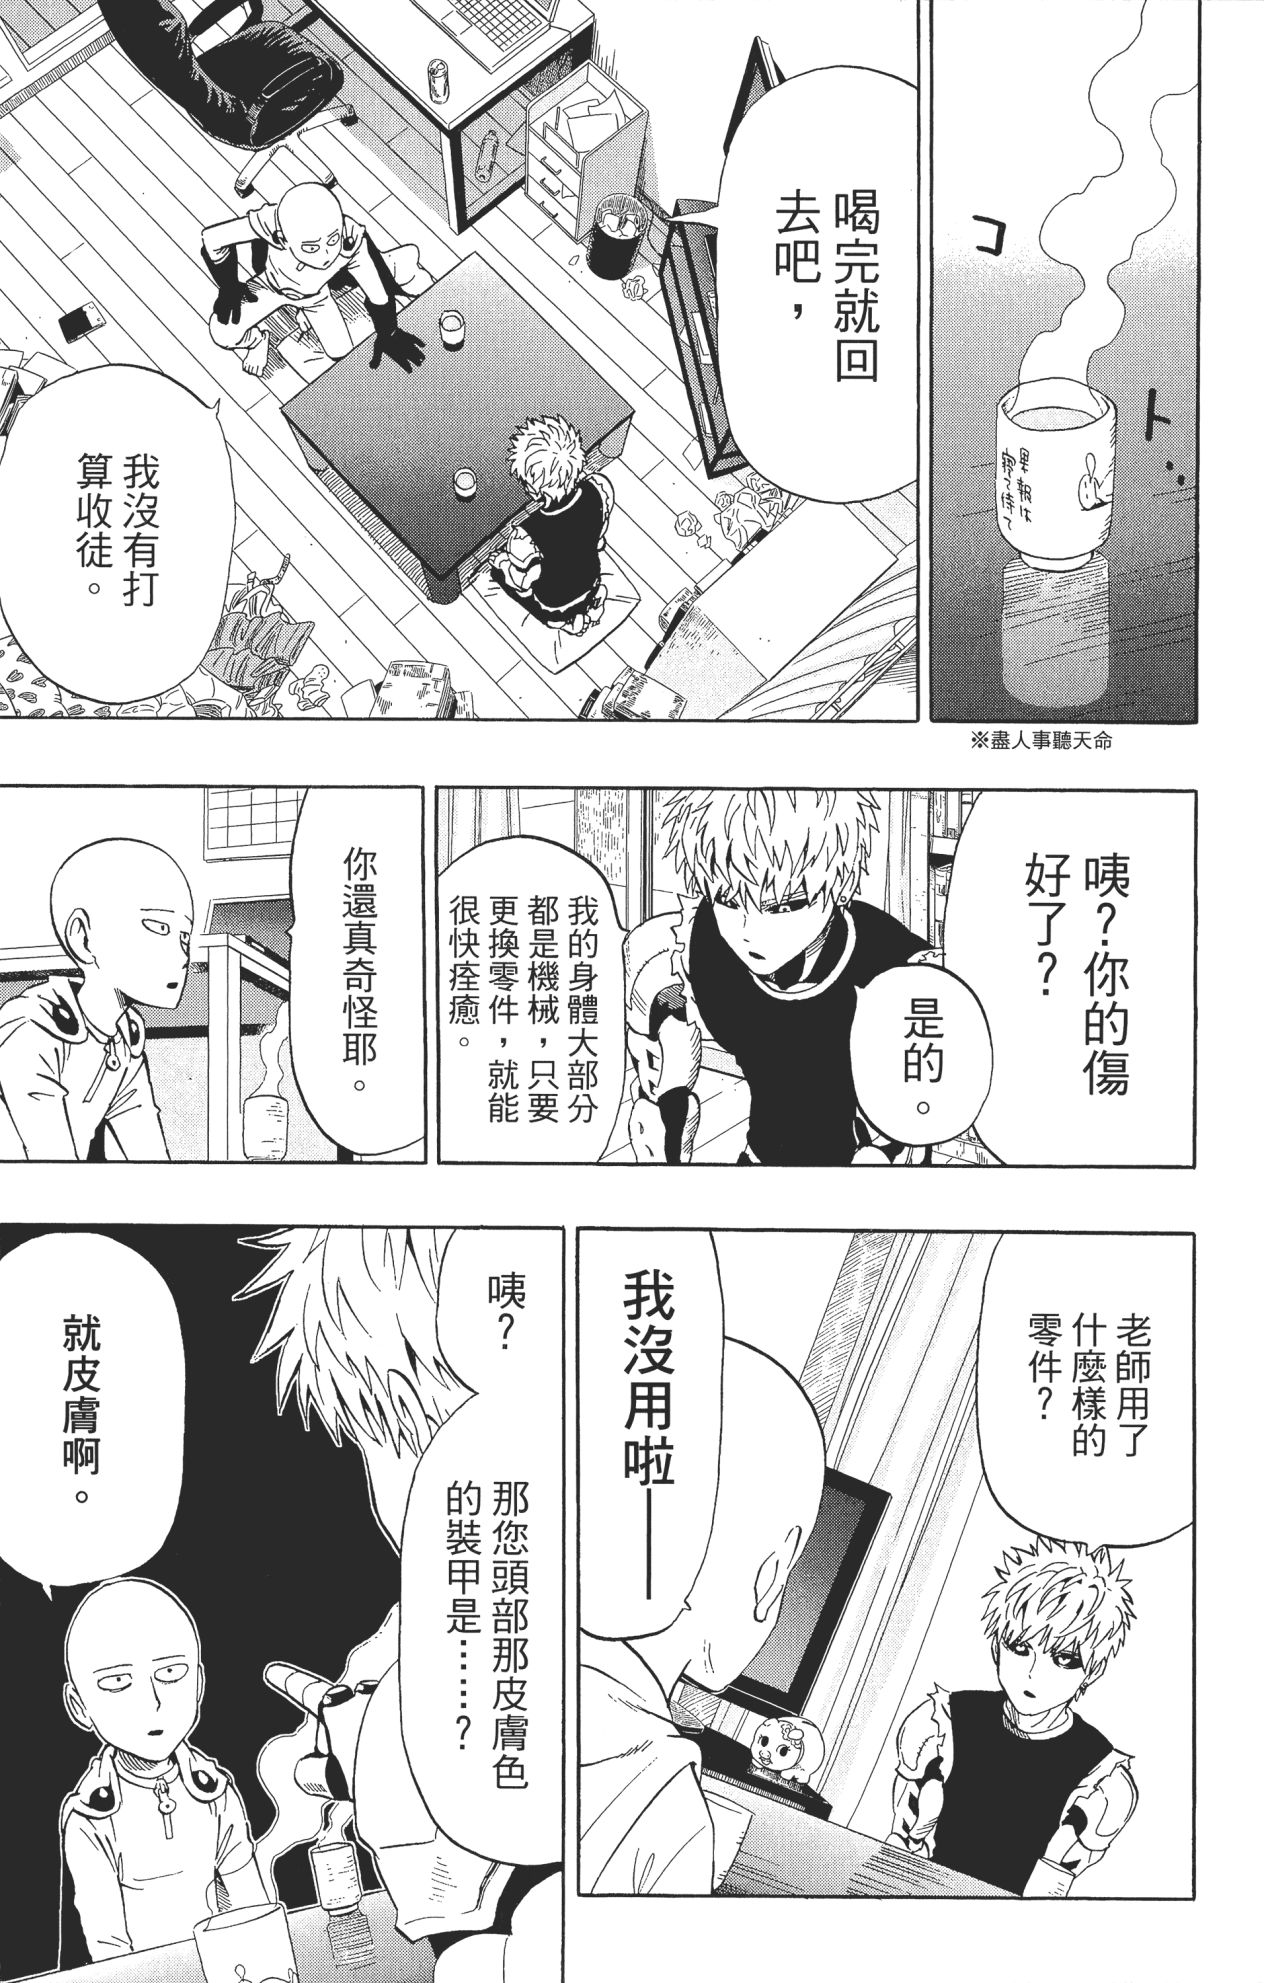 コ
ト
果報は
寝て待て
※盡人事聽天命
喝完就回
去吧，
我沒有打
算收徒。
咦？你的傷
好了？
是的。
我的身體大部分
都是機械，只要
更換零件，就能
很快痊癒。
你還真奇怪耶。
老師用了
什麼樣的
零件？
我沒用啦——
咦？
那您頭部那皮膚色
的裝甲是……？
就皮膚啊。